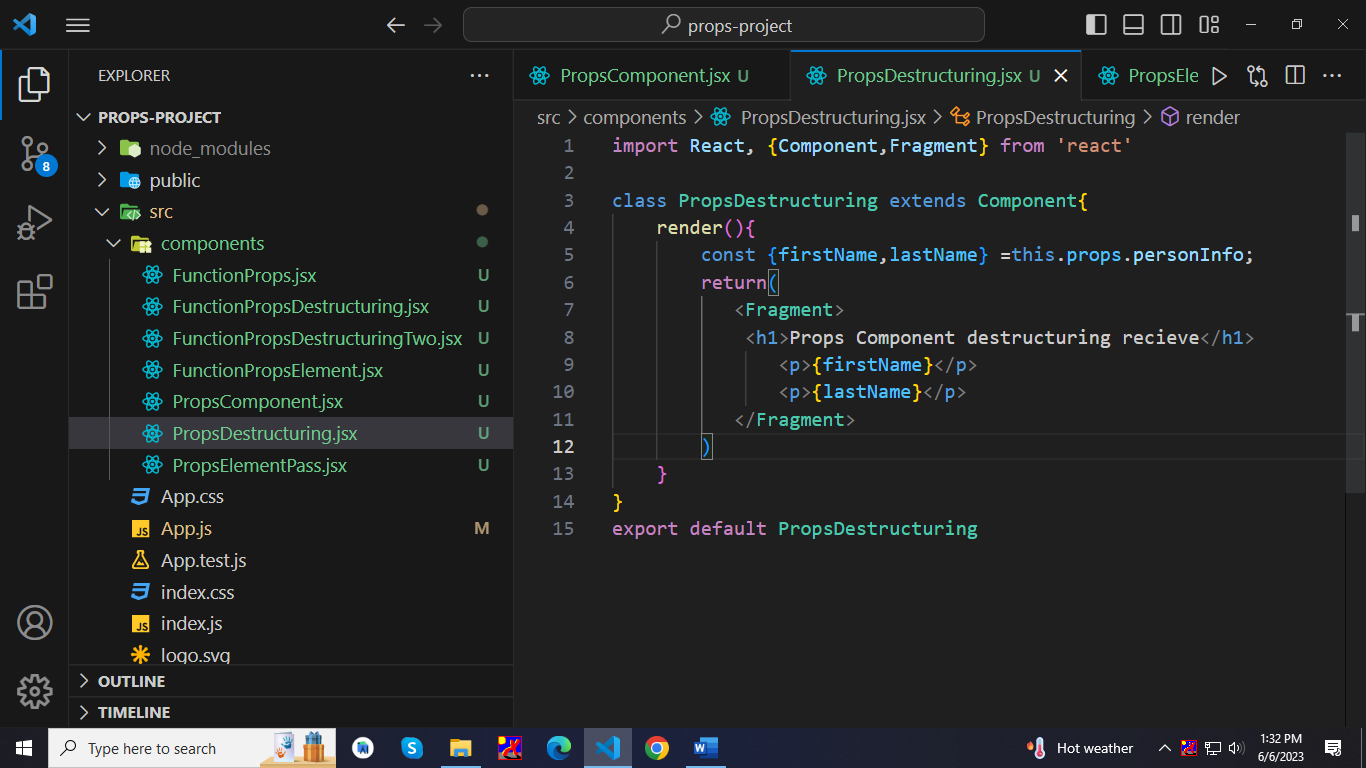 props-project
EXPLORER
PROPS-PROJECT
node_modules
public
src
components
FunctionProps.jsx U
FunctionPropsDestructuring.jsx U
FunctionPropsDestructuringTwo.jsx U
FunctionPropsElement.jsx U
PropsComponent.jsx U
PropsDestructuring.jsx U
PropsElementPass.jsx U
App.css
App.js M
App.test.js
index.css
index.js
logo.svg
OUTLINE
TIMELINE
8
PropsComponent.jsx U PropsDestructuring.jsx U PropsEle
src > components > PropsDestructuring.jsx > PropsDestructuring > render
1 import React, {Component,Fragment} from 'react'
2
3 class PropsDestructuring extends Component{
4 render(){
5 const {firstName,lastName} =this.props.personInfo;
6 return(
7 <Fragment>
8 <h1>Props Component destructuring recieve</h1>
9 <p>{firstName}</p>
10 <p>{lastName}</p>
11 </Fragment>
12 )
13 }
14 }
15 export default PropsDestructuring
Type here to search
Hot weather
1:32 PM
6/6/2023